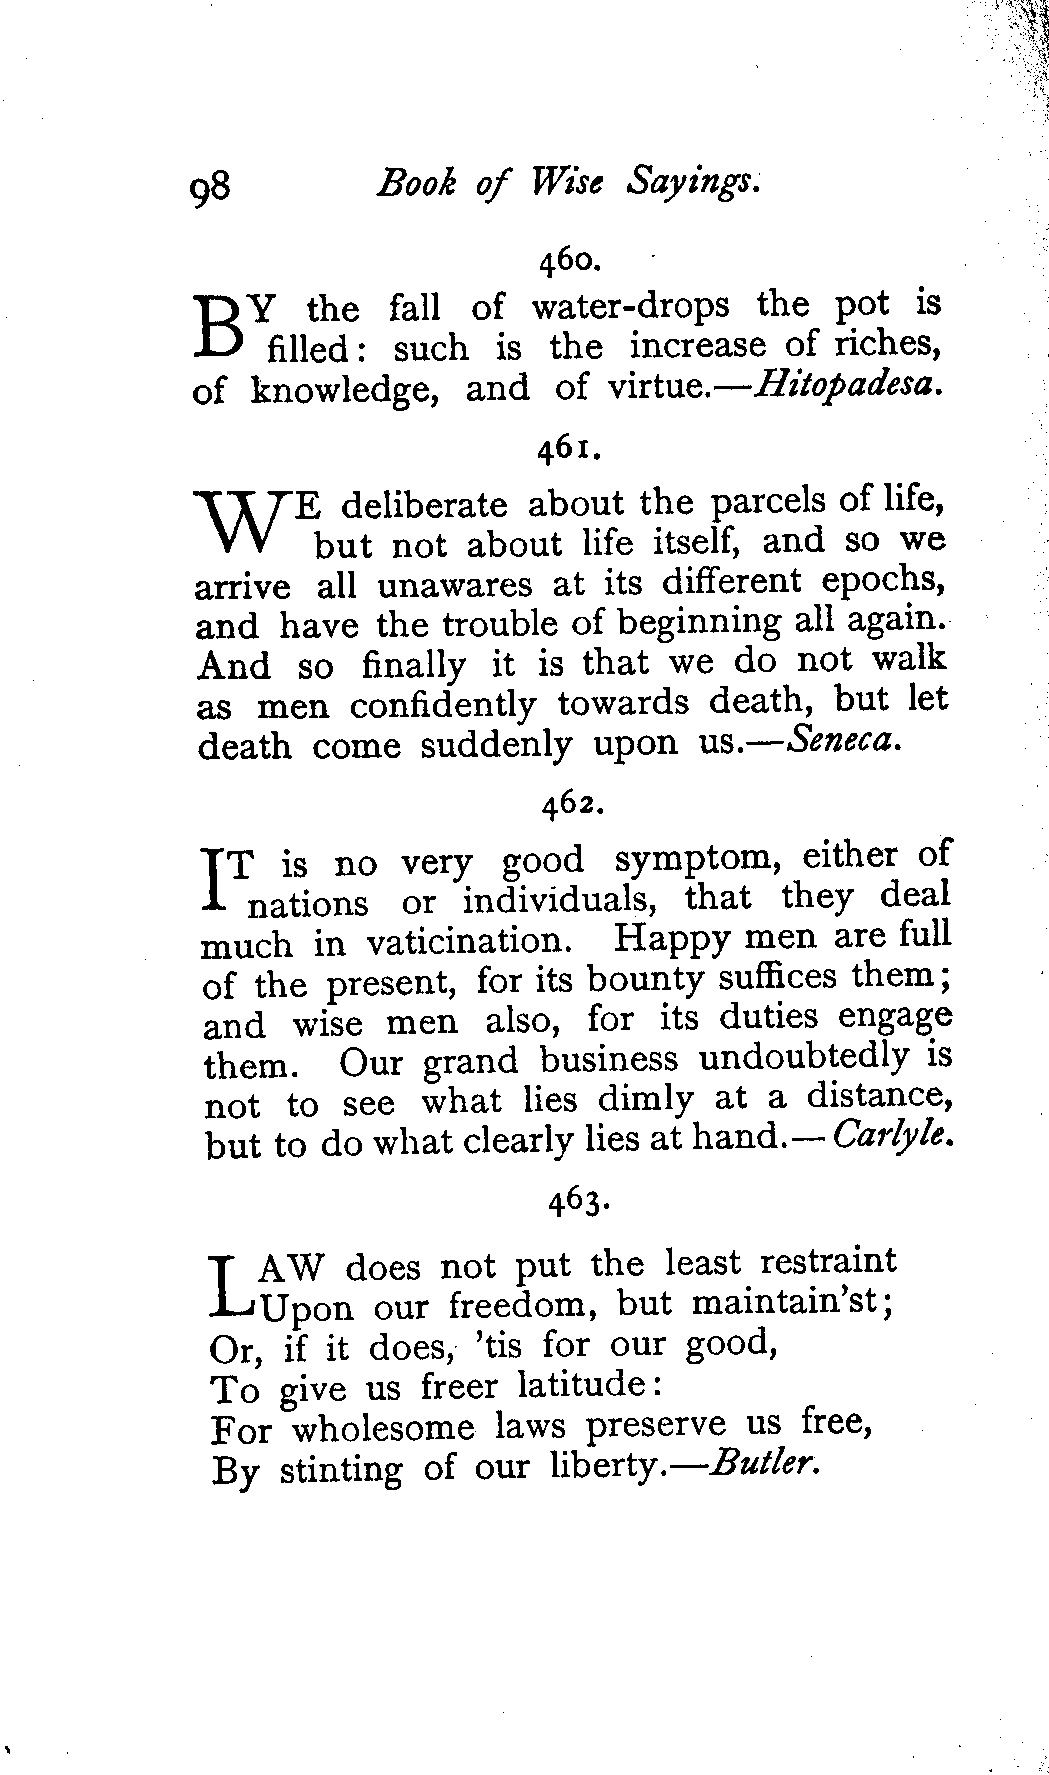 98 Book of Wise Sayings.
460.
BY the fall of water-drops the pot is
filled: such is the increase of riches,
of knowledge, and of virtue.—Hitopadesa.
461.
WE deliberate about the parcels of life,
but not about life itself, and so we
arrive all unawares at its different epochs,
and have the trouble of beginning all again.
And so finally it is that we do not walk
as men confidently towards death, but let
death come suddenly upon us.—Seneca.
462.
IT is no very good symptom, either of
nations or individuals, that they deal
much in vaticination. Happy men are full
of the present, for its bounty suffices them;
and wise men also, for its duties engage
them. Our grand business undoubtedly is
not to see what lies dimly at a distance,
but to do what clearly lies at hand.—Carlyle.
463.
LAW does not put the least restraint
Upon our freedom, but maintain'st;
Or, if it does, 'tis for our good,
To give us freer latitude:
For wholesome laws preserve us free,
By stinting of our liberty.—Butler.